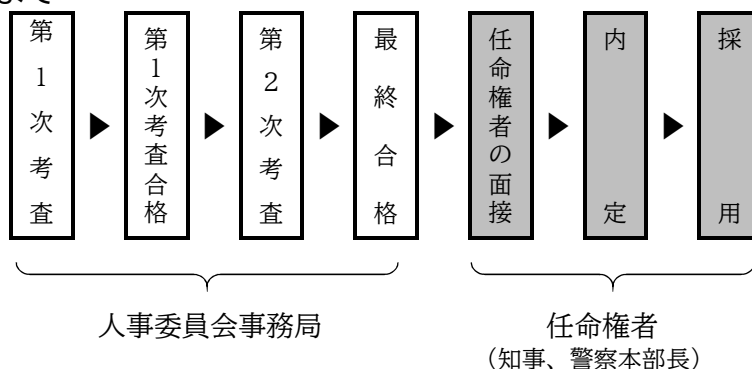 第1次考査
第1次考査合格
第2次考査
最終合格
任命権者の面接
内定
採用
人事委員会事務局
任命権者
（知事、警察本部長）